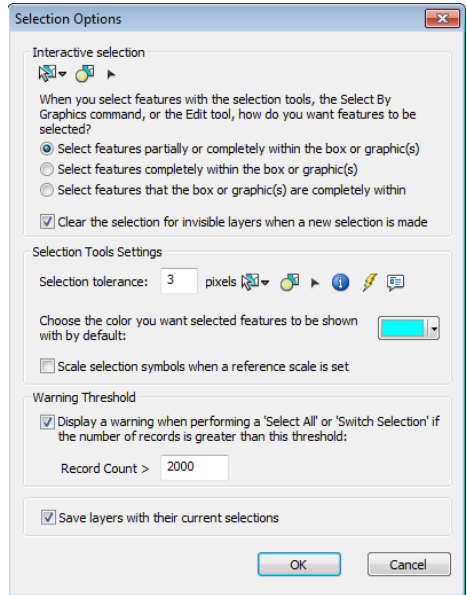 Selection Options
Interactive selection
When you select features with the selection tools, the Select By
Graphics command, or the Edit tool, how do you want features to be
selected?
Select features partially or completely within the box or graphic(s)
Select features completely within the box or graphic(s)
Select features that the box or graphic(s) are completely within
Clear the selection for invisible layers when a new selection is made
Selection Tools Settings
Selection tolerance: 3 pixels
Choose the color you want selected features to be shown
with by default:
Scale selection symbols when a reference scale is set
Warning Threshold
Display a warning when performing a 'Select All' or 'Switch Selection' if
the number of records is greater than this threshold:
Record Count > 2000
Save layers with their current selections
OK Cancel